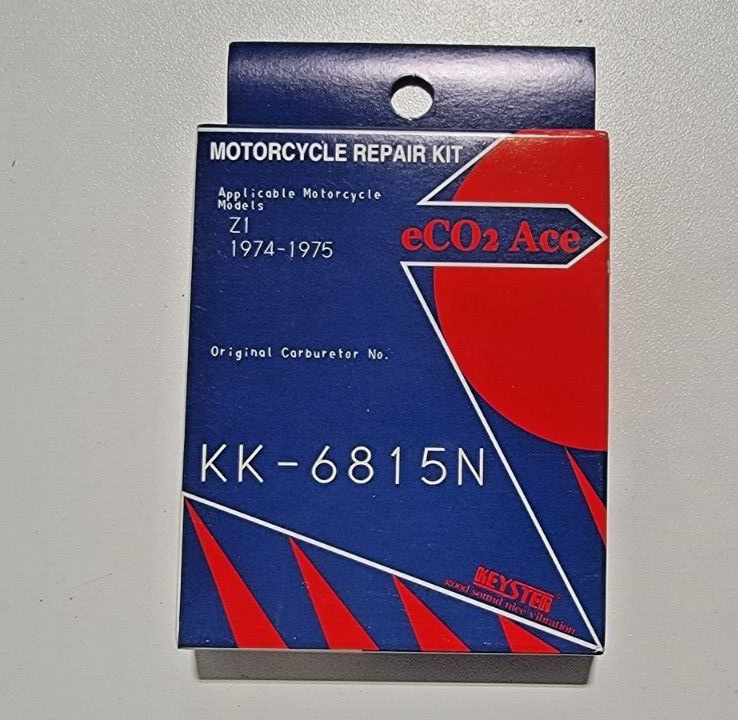 MOTORCYCLE REPAIR KIT
Applicable Motorcycle
Models
Z1
1974-1975
eCO2 Ace
Original Carburetor No.
KK-6815N
KEYSTER
good sound nice vibration